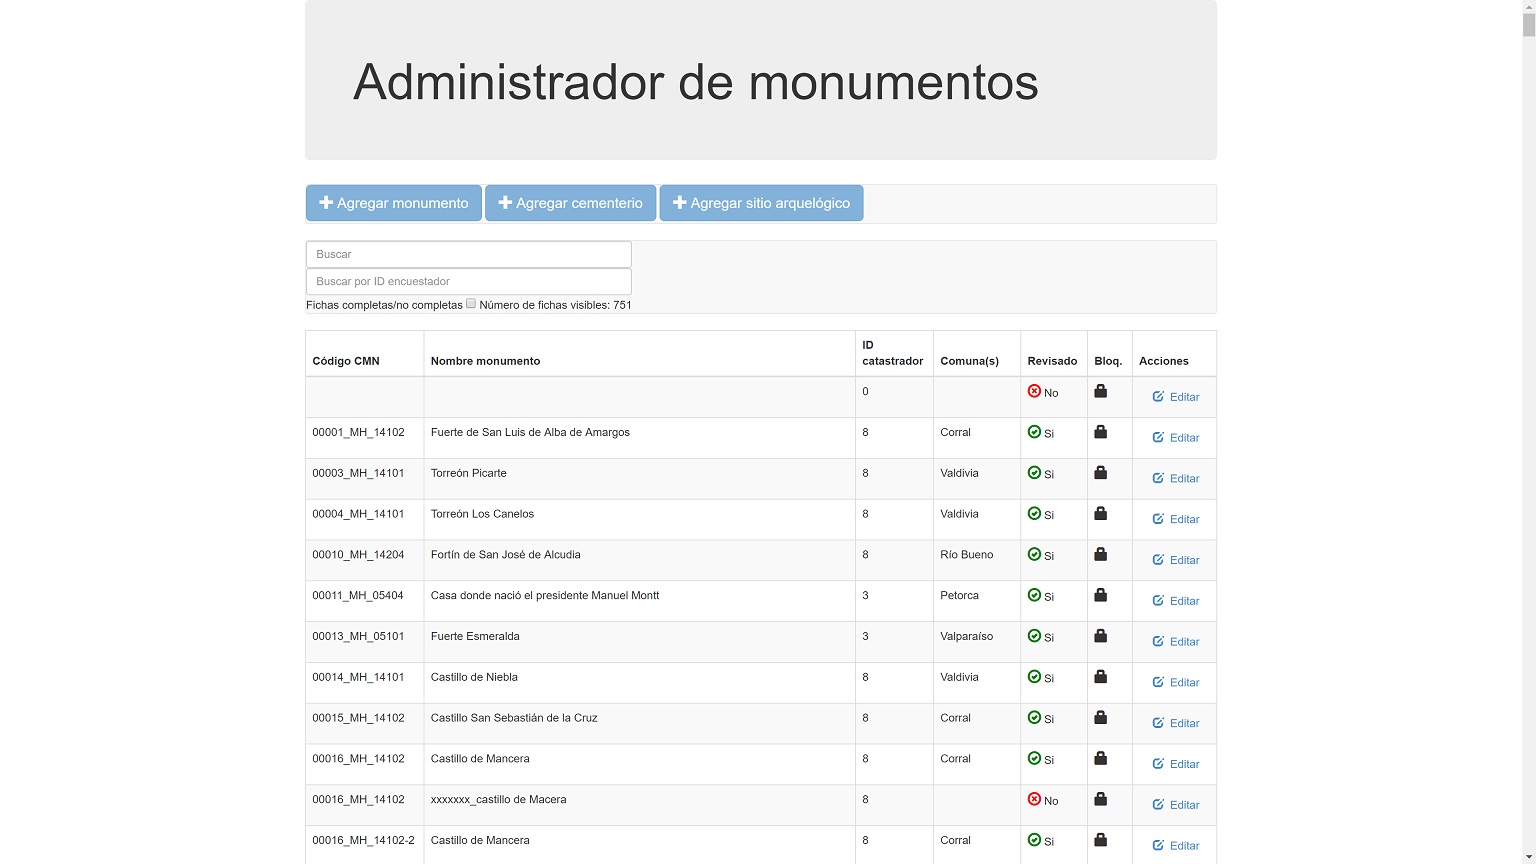 Administrador de monumentos
Agregar monumento Agregar cementerio Agregar sitio arquelógico
Buscar
Buscar por ID encuestador
Fichas completas/no completas Número de fichas visibles: 751
Código CMN Nombre monumento ID catastrador Comuna(s) Revisado Bloq. Acciones
0 No Editar
00001_MH_14102 Fuerte de San Luis de Alba de Amargos 8 Corral Si Editar
00003_MH_14101 Torreón Picarte 8 Valdivia Si Editar
00004_MH_14101 Torreón Los Canelos 8 Valdivia Si Editar
00010_MH_14204 Fortín de San José de Alcudia 8 Río Bueno Si Editar
00011_MH_05404 Casa donde nació el presidente Manuel Montt 3 Petorca Si Editar
00013_MH_05101 Fuerte Esmeralda 3 Valparaíso Si Editar
00014_MH_14101 Castillo de Niebla 8 Valdivia Si Editar
00015_MH_14102 Castillo San Sebastián de la Cruz 8 Corral Si Editar
00016_MH_14102 Castillo de Mancera 8 Corral Si Editar
00016_MH_14102 xxxxxxx_castillo de Macera 8 No Editar
00016_MH_14102-2 Castillo de Mancera 8 Corral Si Editar